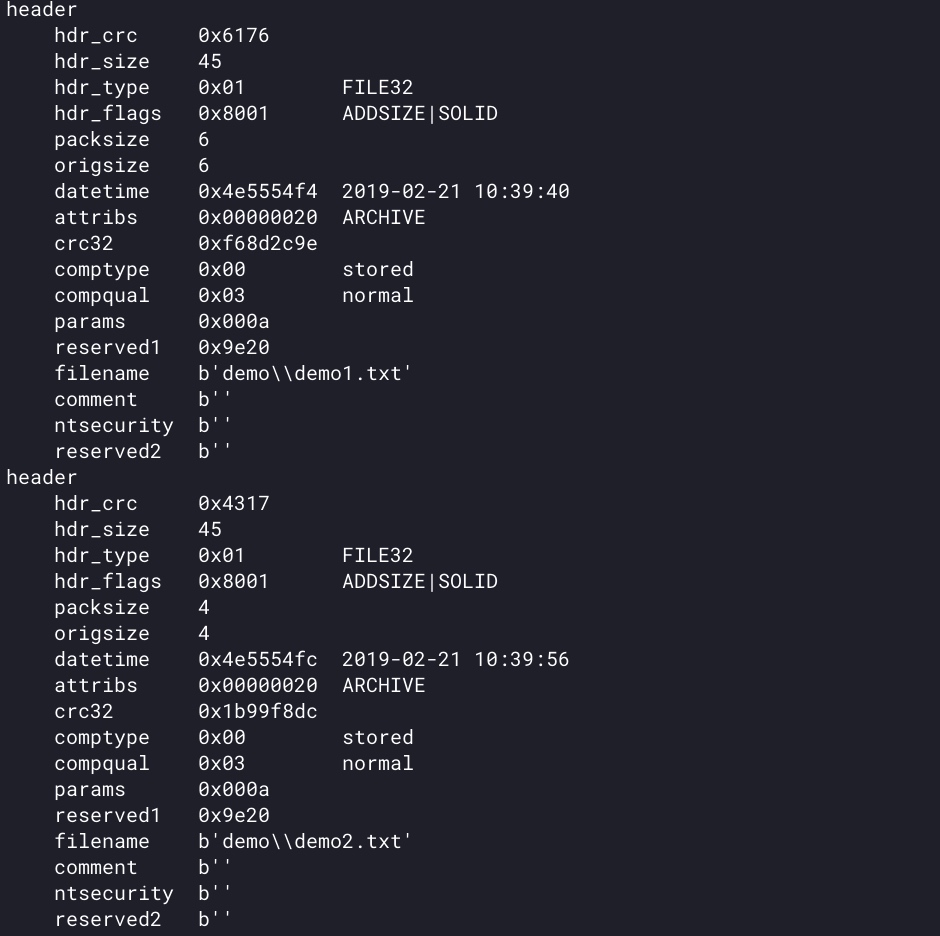 header
    hdr_crc     0x6176
    hdr_size    45
    hdr_type    0x01        FILE32
    hdr_flags   0x8001      ADDSIZE|SOLID
    packsize    6
    origsize    6
    datetime    0x4e5554f4  2019-02-21 10:39:40
    attribs     0x00000020  ARCHIVE
    crc32       0xf68d2c9e
    comptype    0x00        stored
    compqual    0x03        normal
    params      0x000a
    reserved1   0x9e20
    filename    b'demo\\demo1.txt'
    comment     b''
    ntsecurity  b''
    reserved2   b''
header
    hdr_crc     0x4317
    hdr_size    45
    hdr_type    0x01        FILE32
    hdr_flags   0x8001      ADDSIZE|SOLID
    packsize    4
    origsize    4
    datetime    0x4e5554fc  2019-02-21 10:39:56
    attribs     0x00000020  ARCHIVE
    crc32       0x1b99f8dc
    comptype    0x00        stored
    compqual    0x03        normal
    params      0x000a
    reserved1   0x9e20
    filename    b'demo\\demo2.txt'
    comment     b''
    ntsecurity  b''
    reserved2   b''